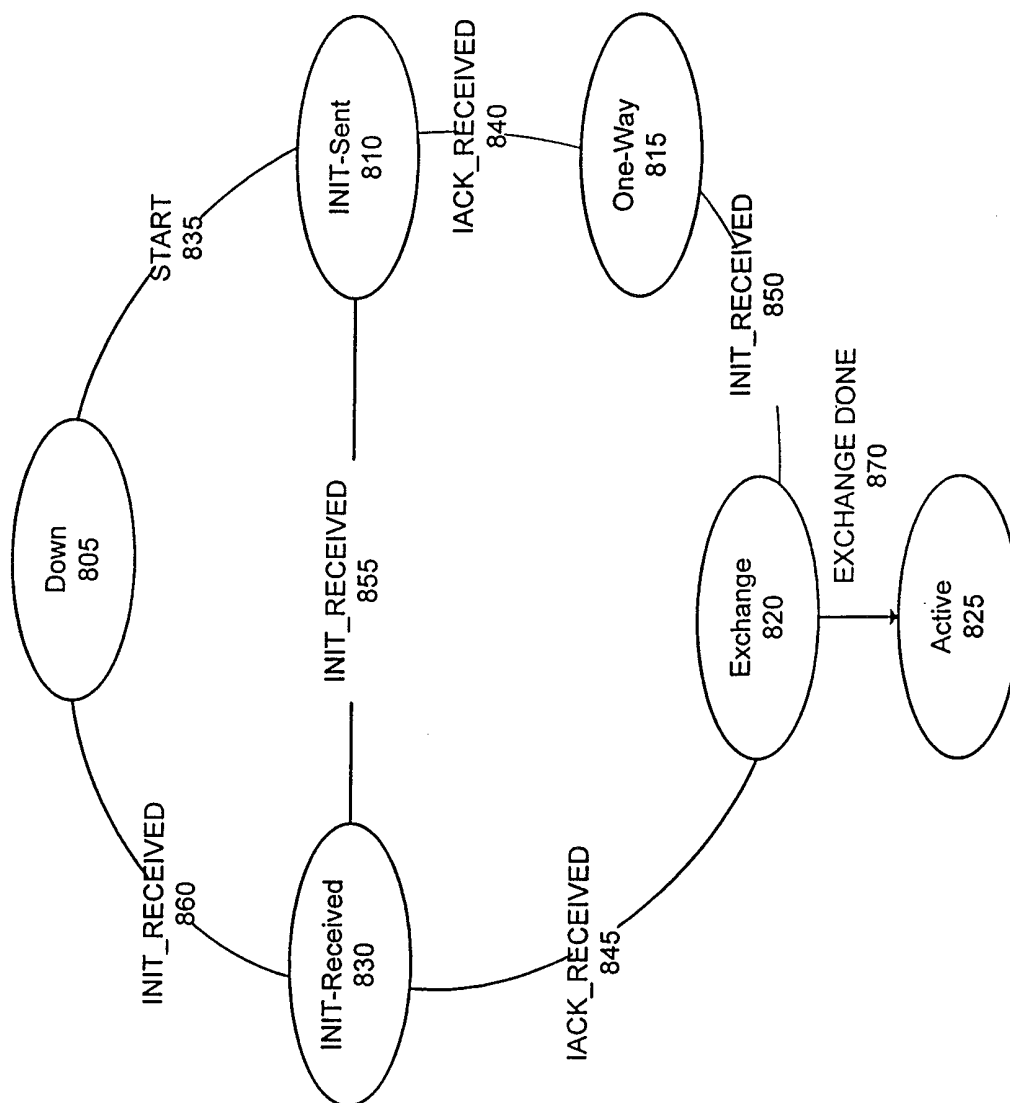 Down
805
START
835
INIT_RECEIVED
860
INIT-Sent
810
INIT_RECEIVED
855
INIT-Received
830
IACK_RECEIVED
840
One-Way
815
IACK_RECEIVED
845
INIT_RECEIVED
850
Exchange
820
EXCHANGE DONE
870
Active
825